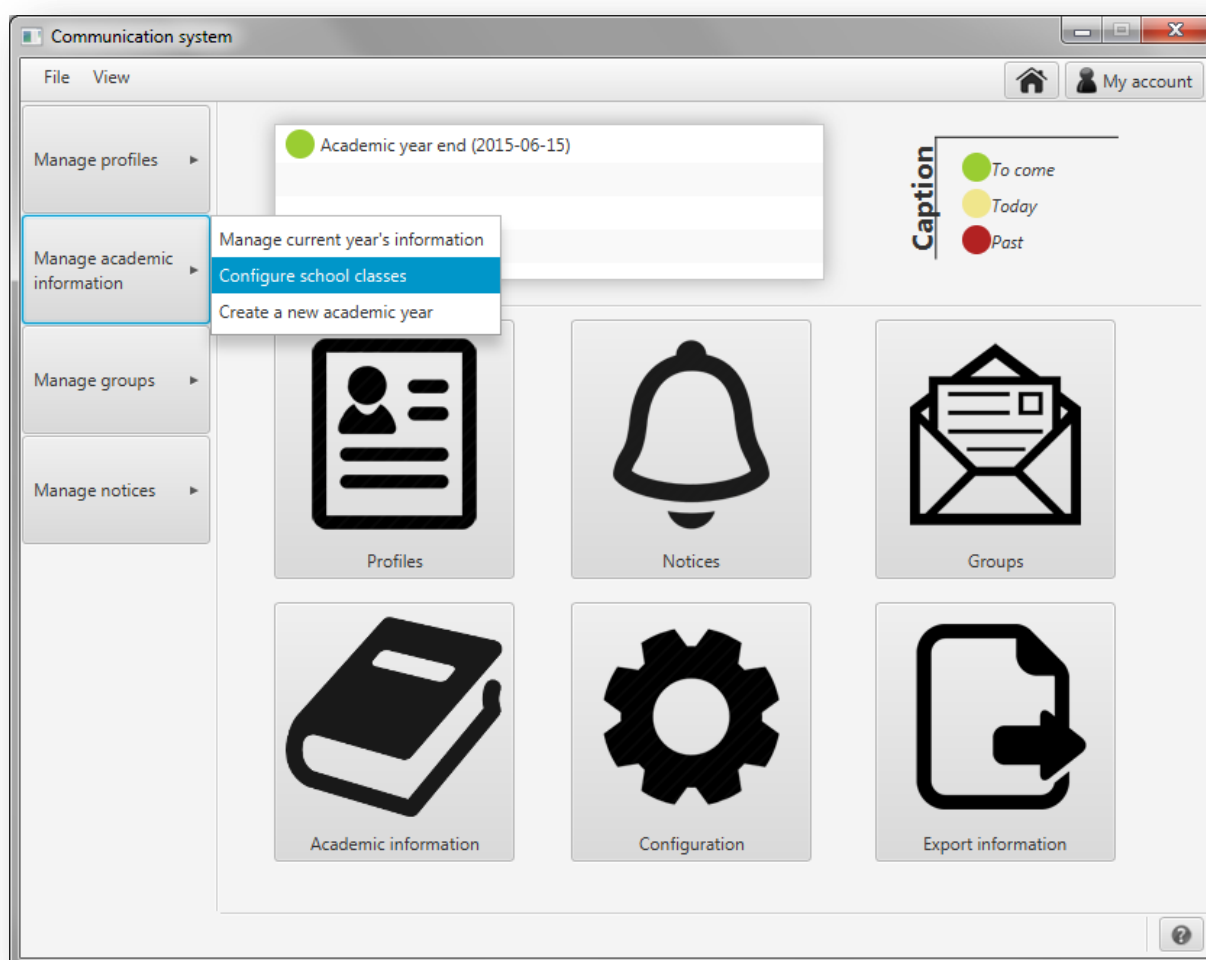 Communication system
File View
My account
Manage profiles
Academic year end (2015-06-15)
Caption
To come
Today
Past
Manage academic
information
Manage current year's information
Configure school classes
Create a new academic year
Manage groups
Manage notices
Profiles
Notices
Groups
Academic information
Configuration
Export information
?